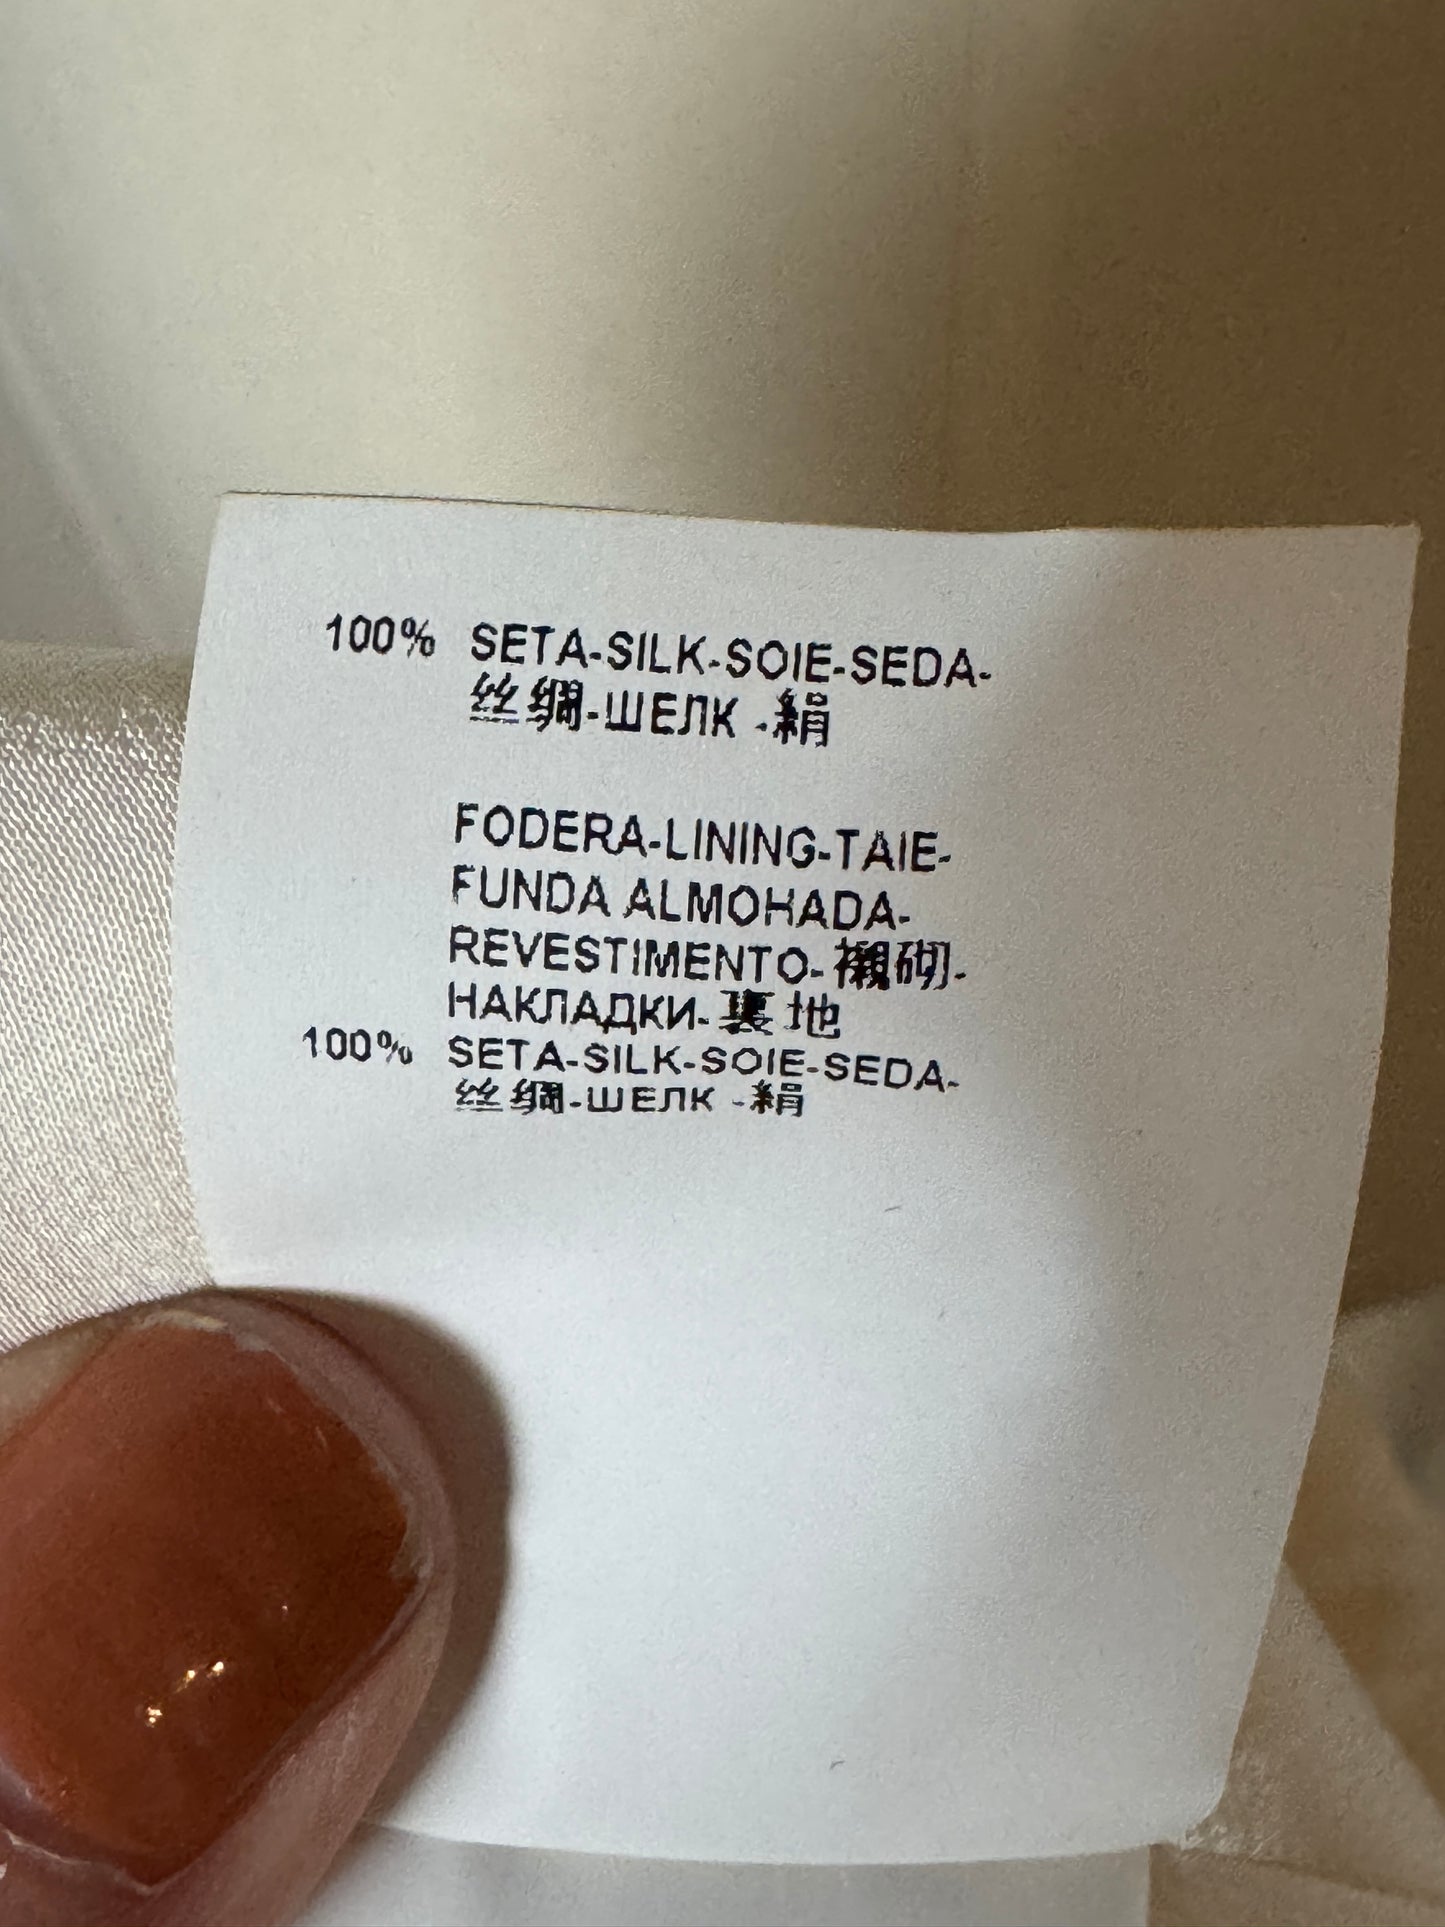 100% SETA-SILK-SOIE-SEDA-
丝绸-ШЕЛК -絹
FODERA-LINING-TAIE-
FUNDA ALMOHADA-
REVESTIMENTO-襯砌-
НАКЛАДКИ-裏地
100% SETA-SILK-SOIE-SEDA-
丝绸-ШЕЛК -絹